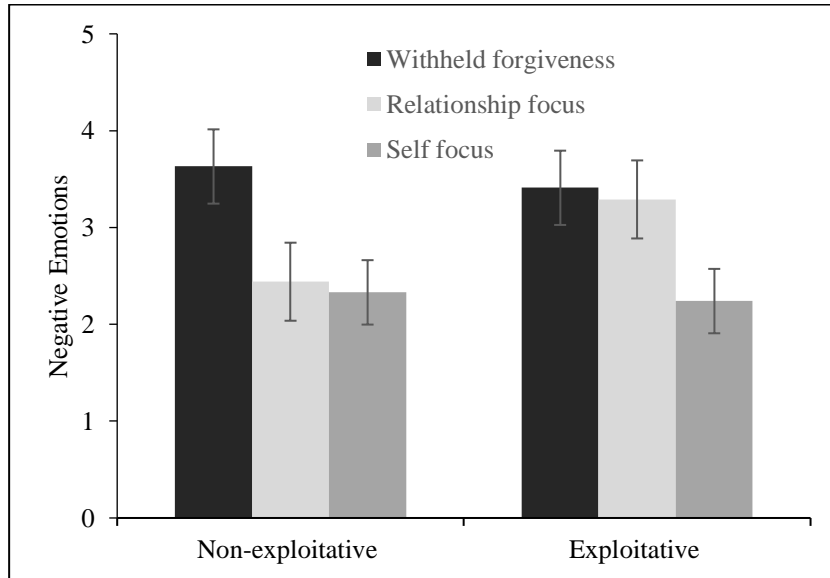 5
4
3
2
1
0
Negative Emotions
Withheld forgiveness
Relationship focus
Self focus
Non-exploitative
Exploitative